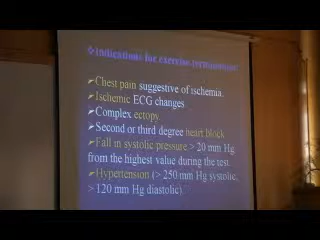 ❖Indications for exercise termination:
➢Chest pain suggestive of ischemia.
➢Ischemic ECG changes
➢Complex ectopy.
➢Second or third degree heart block
➢Fall in systolic pressure > 20 mm Hg
from the highest value during the test.
➢Hypertension (> 250 mm Hg systolic,
> 120 mm Hg diastolic).